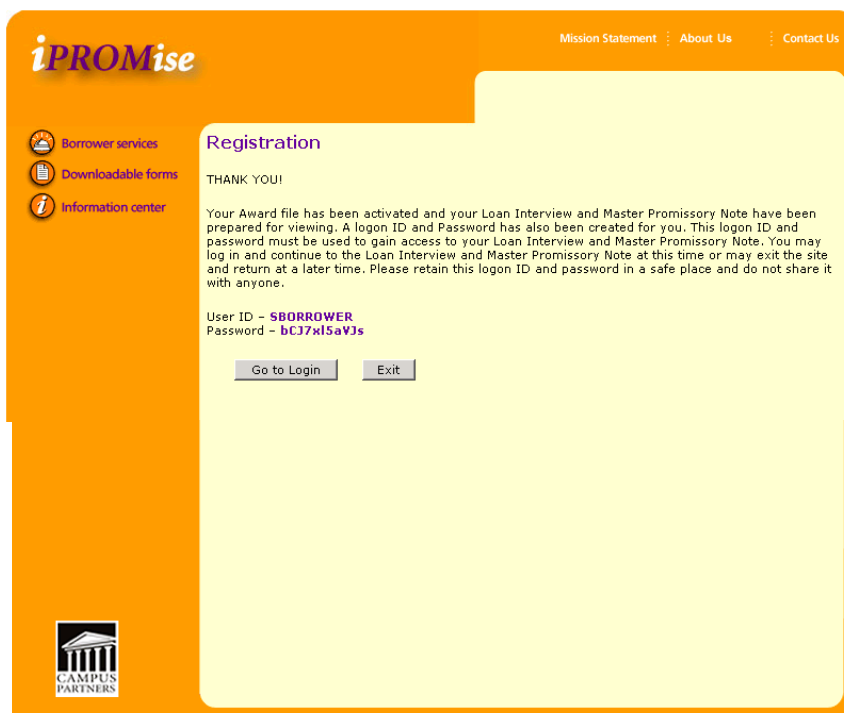 iPROMise
Mission Statement
About Us
Contact Us
Borrower services
Downloadable forms
Information center
Registration
THANK YOU!
Your Award file has been activated and your Loan Interview and Master Promissory Note have been
prepared for viewing. A logon ID and Password has also been created for you. This logon ID and
password must be used to gain access to your Loan Interview and Master Promissory Note. You may
log in and continue to the Loan Interview and Master Promissory Note at this time or may exit the site
and return at a later time. Please retain this logon ID and password in a safe place and do not share it
with anyone.
User ID – SBORROWER
Password – bCJ7xl5aVJs
Go to Login
Exit
CAMPUS
PARTNERS